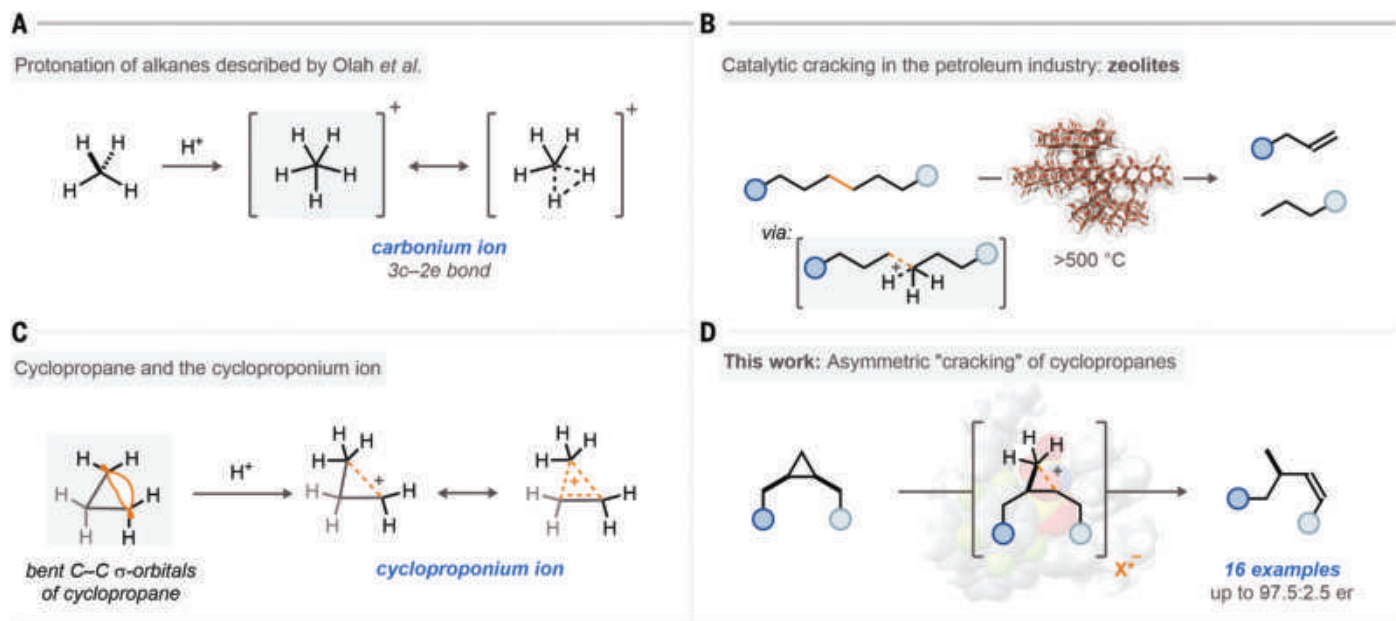 A
Protonation of alkanes described by Olah et al.
H H
H H
H⁺
H H
H H
H
+
H
H
H H
H
+
carbonium ion
3c–2e bond
B
Catalytic cracking in the petroleum industry: zeolites
via:
+
H H
H
>500 °C
C
Cyclopropane and the cycloproponium ion
H H
H H
H H
H⁺
H
H
H
+
H
H
H
H
H
H
H
+
H
H
H
H
bent C–C σ-orbitals
of cyclopropane
cycloproponium ion
D
This work: Asymmetric "cracking" of cyclopropanes
H
H
H
+
X*⁻
16 examples
up to 97.5:2.5 er